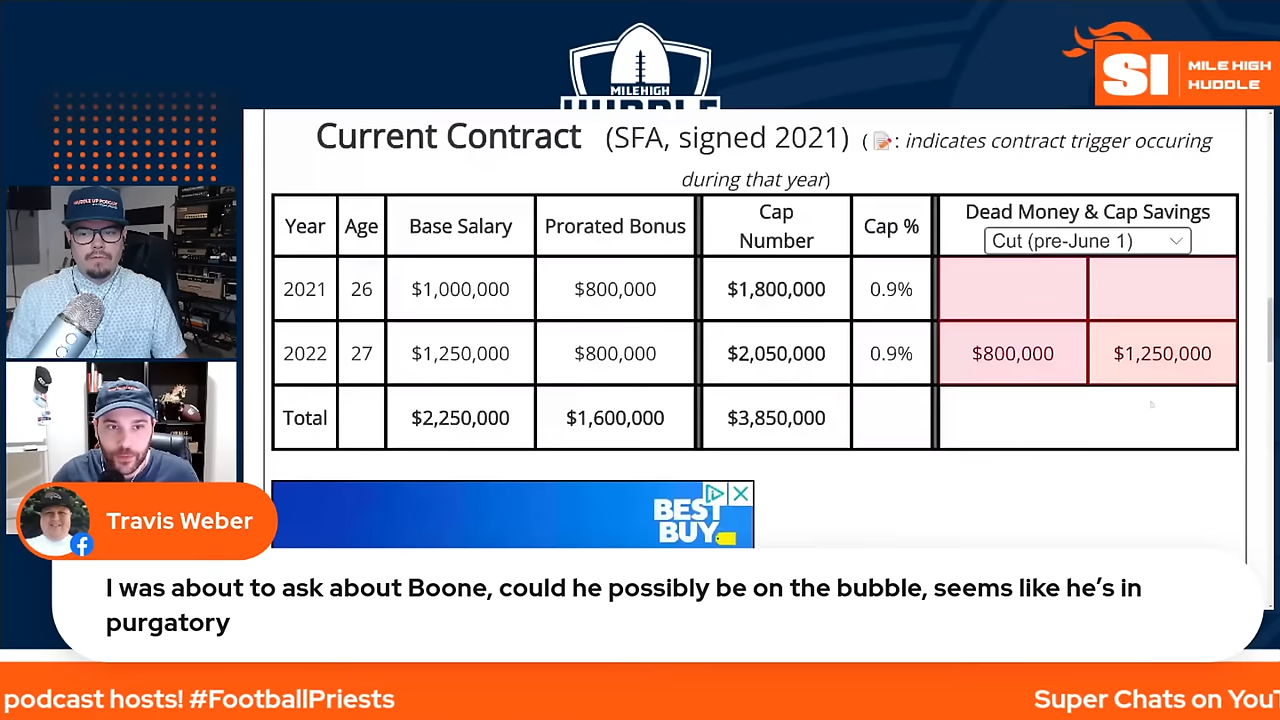 MILE HIGH
HUDDLE
SI MILE HIGH
HUDDLE
Current Contract (SFA, signed 2021) ( : indicates contract trigger occuring
during that year)
Year Age Base Salary Prorated Bonus Cap Number Cap % Dead Money & Cap Savings
Cut (pre-June 1)
2021 26 $1,000,000 $800,000 $1,800,000 0.9%
2022 27 $1,250,000 $800,000 $2,050,000 0.9% $800,000 $1,250,000
Total $2,250,000 $1,600,000 $3,850,000
BEST
BUY
Travis Weber
I was about to ask about Boone, could he possibly be on the bubble, seems like he's in
purgatory
podcast hosts! #FootballPriests
Super Chats on YouT